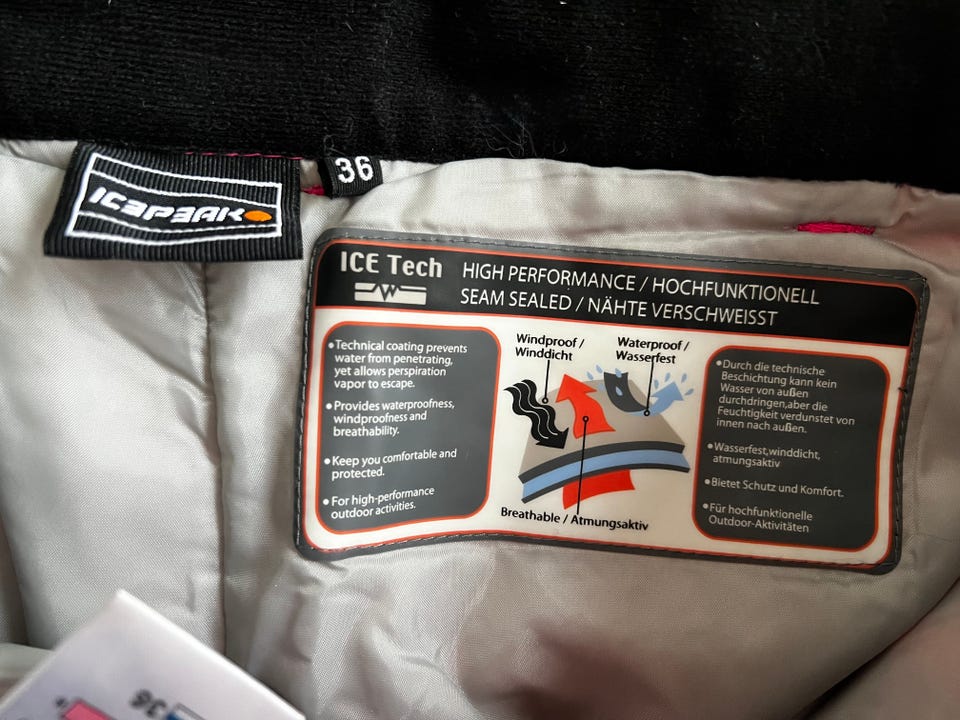 ICEPEAK
36
ICE Tech
HIGH PERFORMANCE / HOCHFUNKTIONELL
SEAM SEALED / NÄHTE VERSCHWEISST
•Technical coating prevents
water from penetrating,
yet allows perspiration
vapor to escape.
•Provides waterproofness,
windproofness and
breathability.
•Keep you comfortable and
protected.
•For high-performance
outdoor activities.
Windproof /
Winddicht
Waterproof /
Wasserfest
Breathable / Atmungsaktiv
•Durch die technische
Beschichtung kann kein
Wasser von außen
durchdringen,aber die
Feuchtigkeit verdunstet von
innen nach außen.
•Wasserfest,winddicht,
atmungsaktiv
•Bietet Schutz und Komfort.
•Für hochfunktionelle
Outdoor-Aktivitäten
36